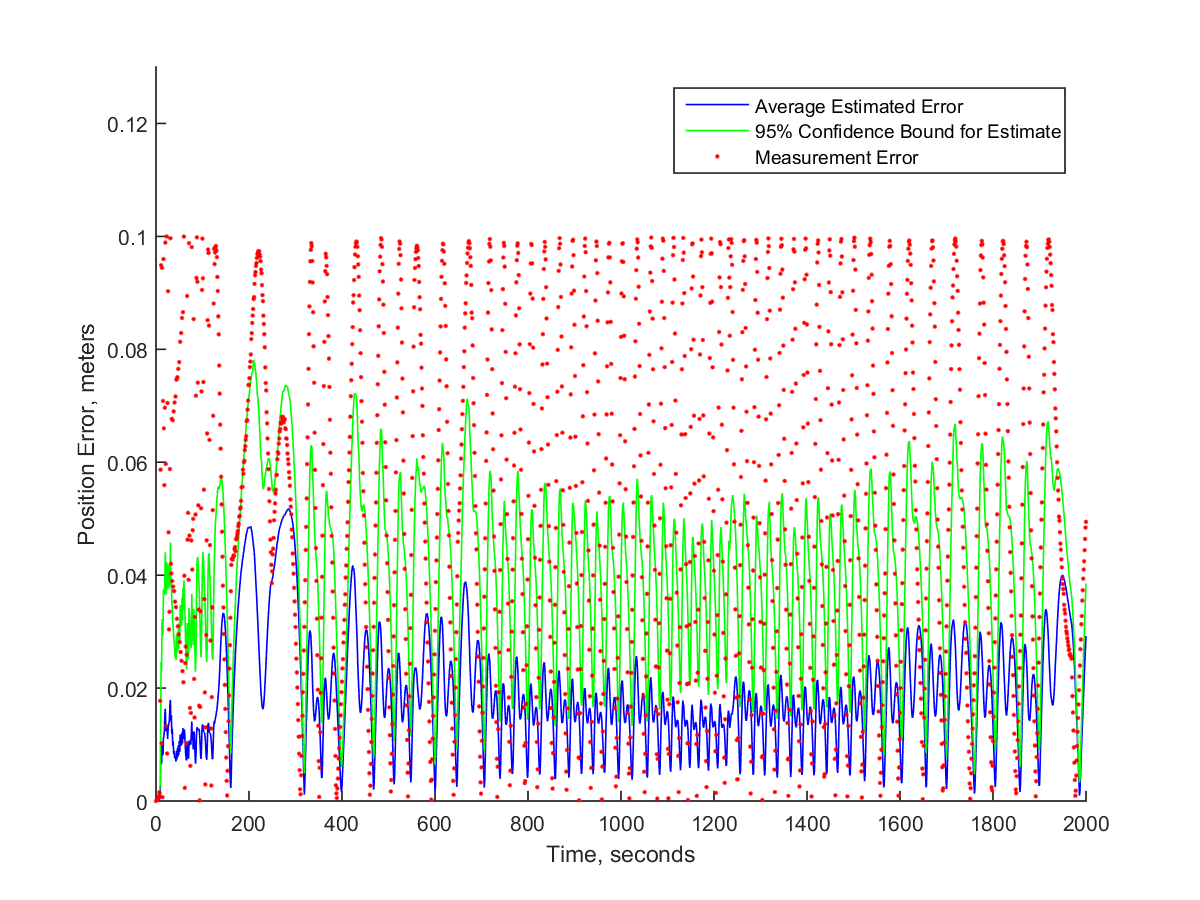 Average Estimated Error
95% Confidence Bound for Estimate
Measurement Error
0.12
0.1
0.08
0.06
0.04
0.02
0
Position Error, meters
0 200 400 600 800 1000 1200 1400 1600 1800 2000
Time, seconds